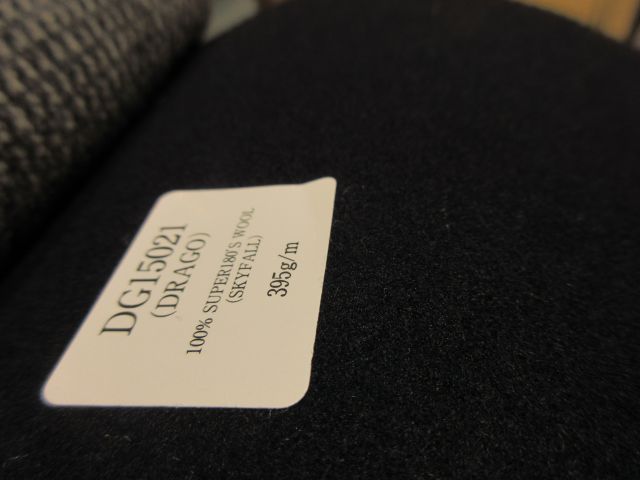 DG15021
(DRAGO)
100% SUPER180'S WOOL
(SKYFALL)
395g/m